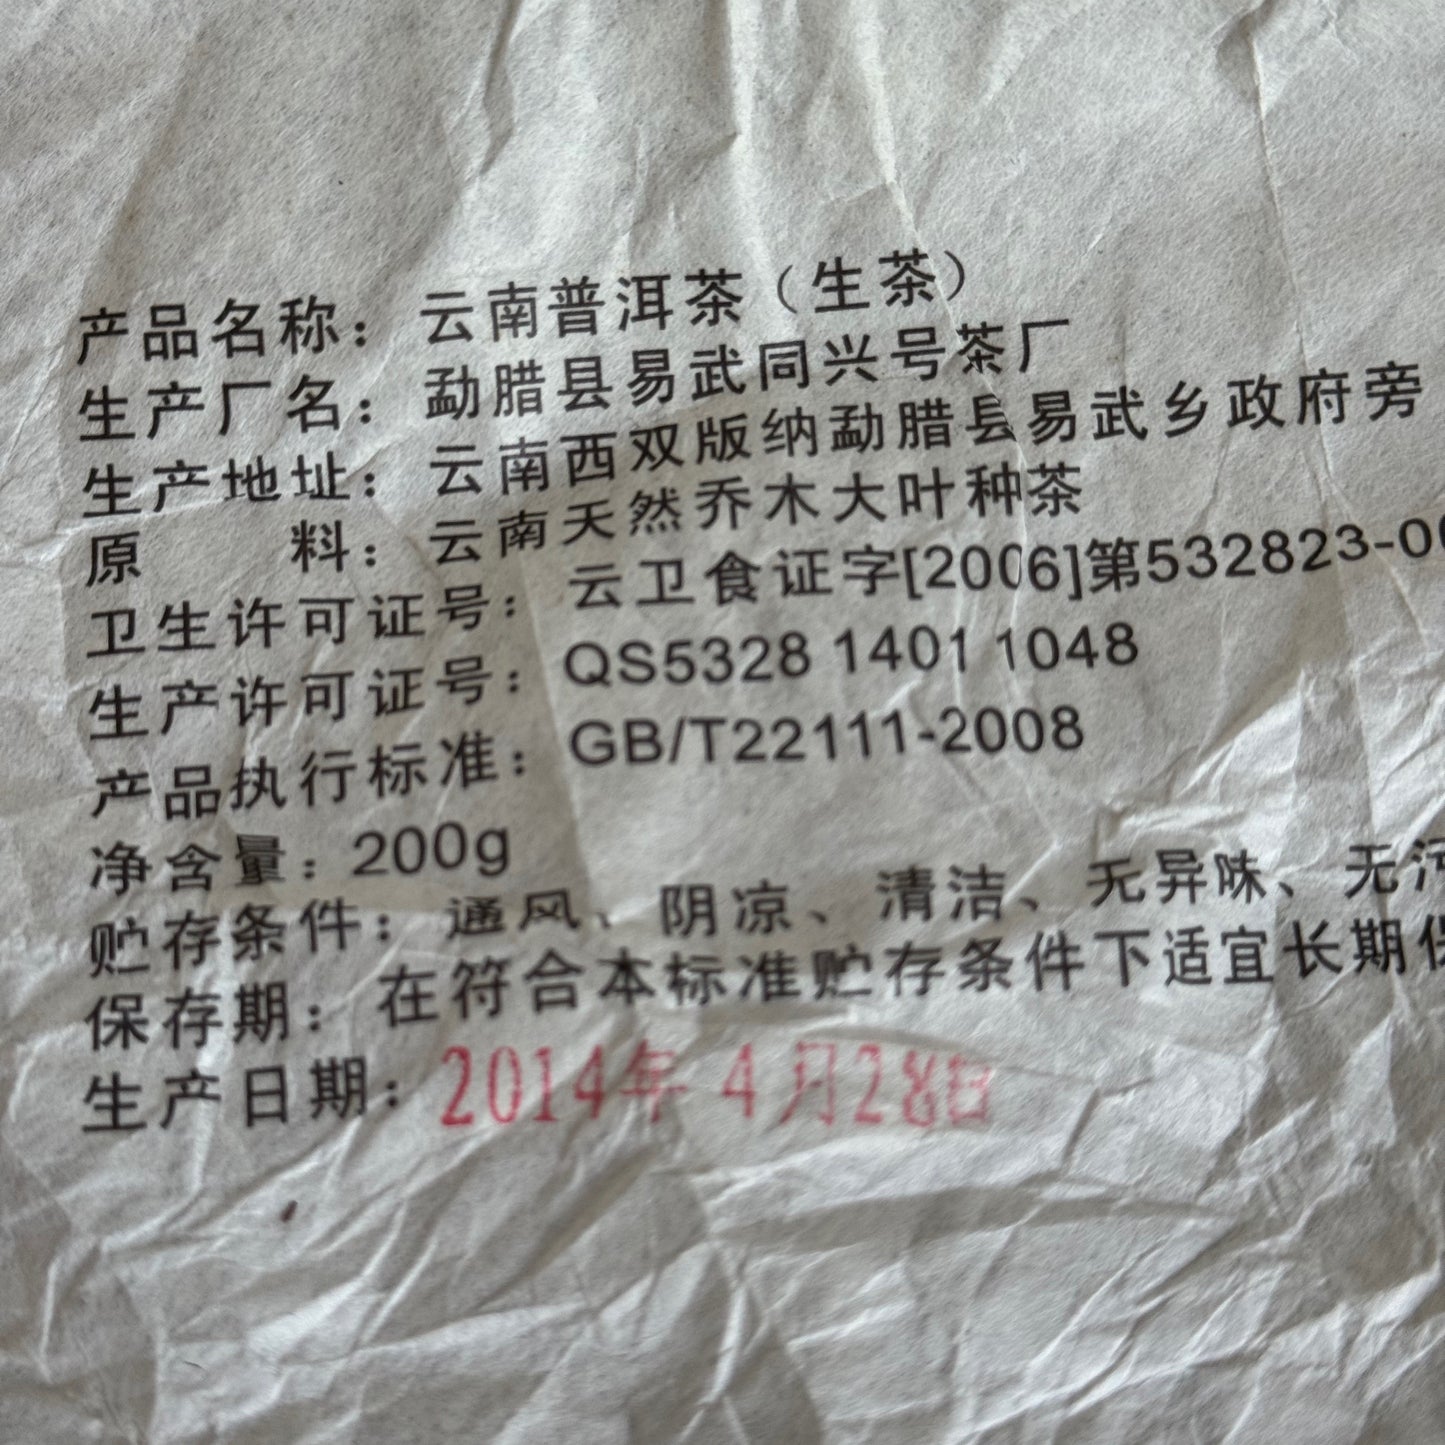 产品名称：云南普洱茶（生茶）
生产厂名：勐腊县易武同兴号茶厂
生产地址：云南西双版纳勐腊县易武乡政府旁
原　　料：云南天然乔木大叶种茶
卫生许可证号：云卫食证字[2006]第532823-00
生产许可证号：QS5328 1401 1048
产品执行标准：GB/T22111-2008
净含量：200g
贮存条件：通风、阴凉、清洁、无异味、无污
保存期：在符合本标准贮存条件下适宜长期保
生产日期：2014年 4月28日